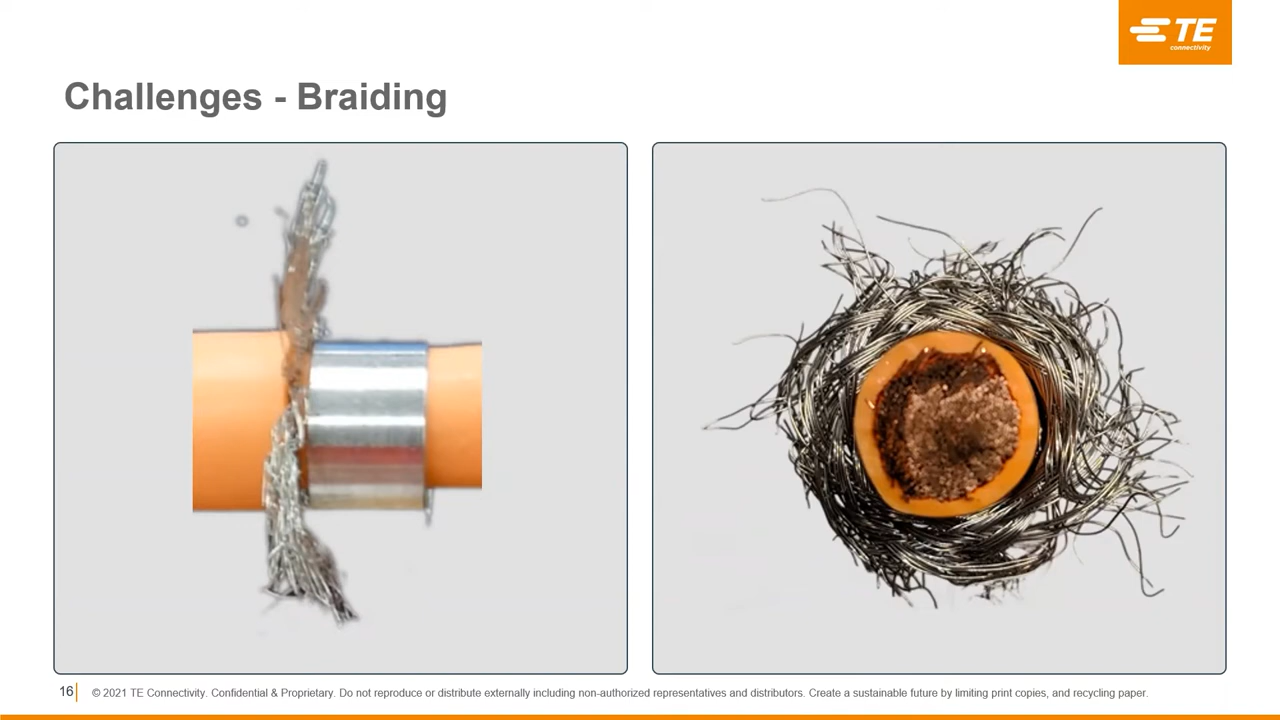 TE
connectivity
Challenges - Braiding
16
© 2021 TE Connectivity. Confidential & Proprietary. Do not reproduce or distribute externally including non-authorized representatives and distributors. Create a sustainable future by limiting print copies, and recycling paper.